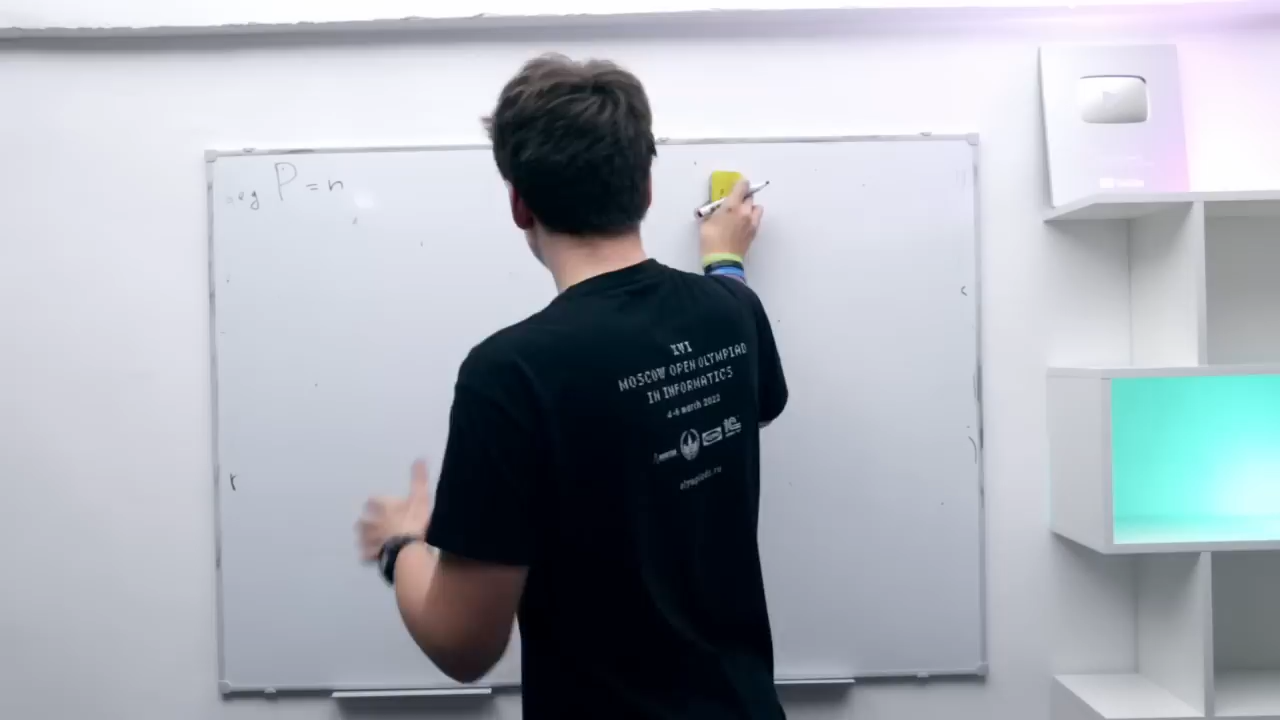 P = n
XVI
MOSCOW OPEN OLYMPIAD
IN INFORMATICS
4-6 march 2022
olympiads.ru